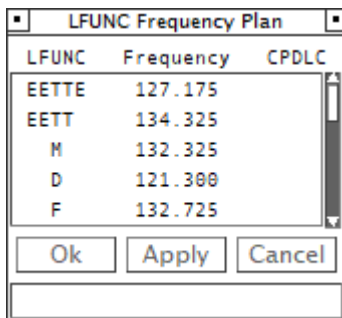 LFUNC Frequency Plan
LFUNC Frequency CPDLC
EETTE 127.175
EETT 134.325
M 132.325
D 121.300
F 132.725
Ok Apply Cancel